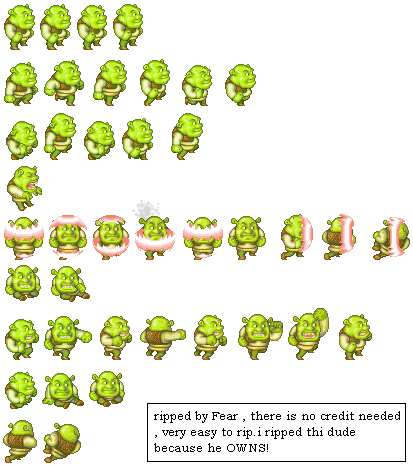 ripped by Fear , there is no credit needed
, very easy to rip.i ripped thi dude
because he OWNS!